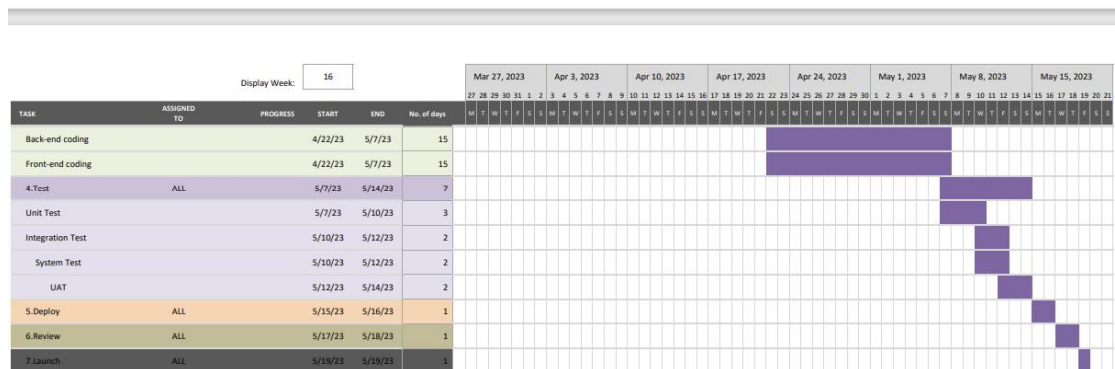 Display Week: 16
Mar 27, 2023 Apr 3, 2023 Apr 10, 2023 Apr 17, 2023 Apr 24, 2023 May 1, 2023 May 8, 2023 May 15, 2023
27 28 29 30 31 1 2 3 4 5 6 7 8 9 10 11 12 13 14 15 16 17 18 19 20 21 22 23 24 25 26 27 28 29 30 1 2 3 4 5 6 7 8 9 10 11 12 13 14 15 16 17 18 19 20 21
TASK ASSIGNED TO PROGRESS START END No. of days M T W T F S S M T W T F S S M T W T F S S M T W T F S S M T W T F S S M T W T F S S M T W T F S S M T W T F S S
Back-end coding 4/22/23 5/7/23 15
Front-end coding 4/22/23 5/7/23 15
4.Test ALL 5/7/23 5/14/23 7
Unit Test 5/7/23 5/10/23 3
Integration Test 5/10/23 5/12/23 2
System Test 5/10/23 5/12/23 2
UAT 5/12/23 5/14/23 2
5.Deploy ALL 5/15/23 5/16/23 1
6.Review ALL 5/17/23 5/18/23 1
7.Launch ALL 5/19/23 5/19/23 1